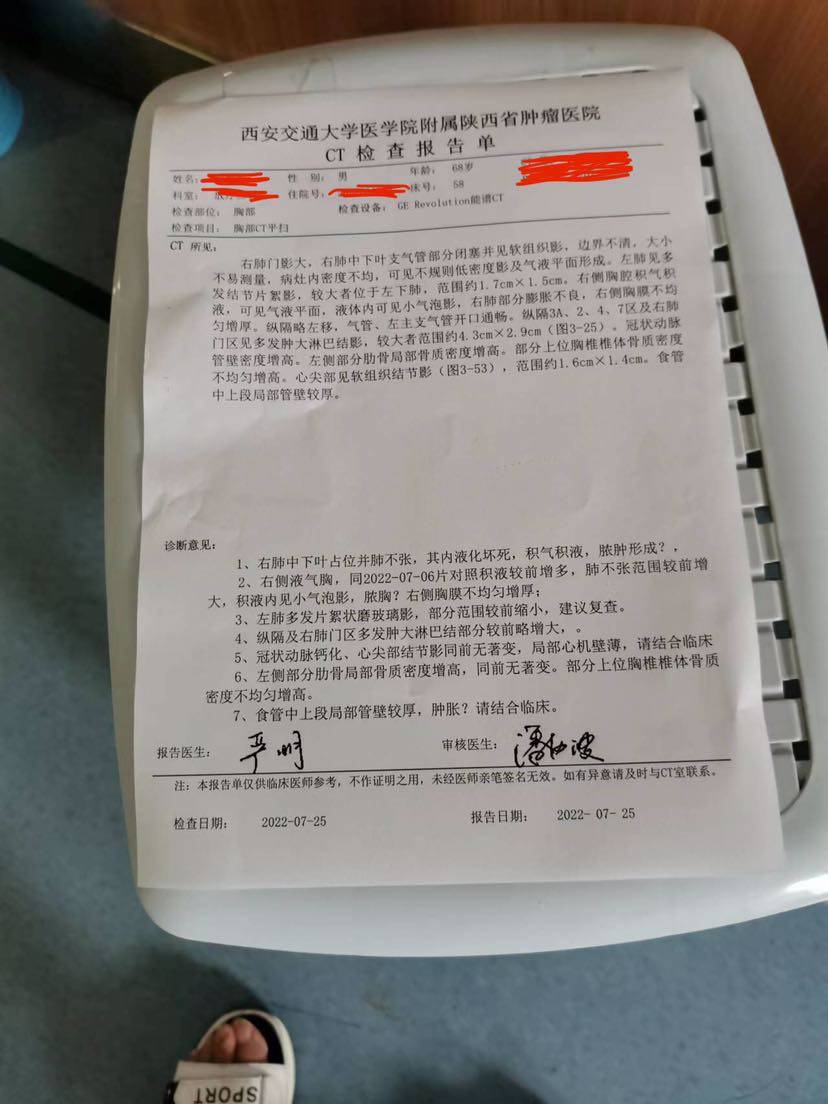 西安交通大学医学院附属陕西省肿瘤医院
CT 检 查 报 告 单
姓名: 性 别: 男 年龄: 68岁
科室: 住院号: 床号: 58
检查部位: 胸部 检查设备: GE Revolution能谱CT
检查项目: 胸部CT平扫
CT 所见:
右肺门影大，右肺中下叶支气管部分闭塞并见软组织影，边界不清，大小
不易测量，病灶内密度不均，可见不规则低密度影及气液平面形成。左肺见多
发结节片絮影，较大者位于左下肺，范围约1.7cm×1.5cm。右侧胸腔积气积
液，可见气液平面，液体内可见小气泡影，右肺部分膨胀不良，右侧胸膜不均
匀增厚。纵隔略左移，气管、左主支气管开口通畅。纵隔3A、2、4、7区及右肺
门区见多发肿大淋巴结影，较大者范围约4.3cm×2.9cm（图3-25）。冠状动脉
管壁密度增高。左侧部分肋骨局部骨质密度增高。部分上位胸椎椎体骨质密度
不均匀增高。心尖部见软组织结节影（图3-53），范围约1.6cm×1.4cm。食管
中上段局部管壁较厚。
诊断意见:
1、右肺中下叶占位并肺不张，其内液化坏死，积气积液，脓肿形成？，
2、右侧液气胸，同2022-07-06片对照积液较前增多，肺不张范围较前增
大，积液内见小气泡影，脓胸？右侧胸膜不均匀增厚；
3、左肺多发片絮状磨玻璃影，部分范围较前缩小，建议复查。
4、纵隔及右肺门区多发肿大淋巴结部分较前略增大，。
5、冠状动脉钙化、心尖部结节影同前无著变，局部心机壁薄，请结合临床
6、左侧部分肋骨局部骨质密度增高，同前无著变。部分上位胸椎椎体骨质
密度不均匀增高。
7、食管中上段局部管壁较厚，肿胀？请结合临床。
报告医生: 严明 审核医生:
注: 本报告单仅供临床医师参考，不作证明之用，未经医师亲笔签名无效。如有异意请及时与CT室联系。
检查日期: 2022-07-25 报告日期: 2022- 07- 25
SPORT